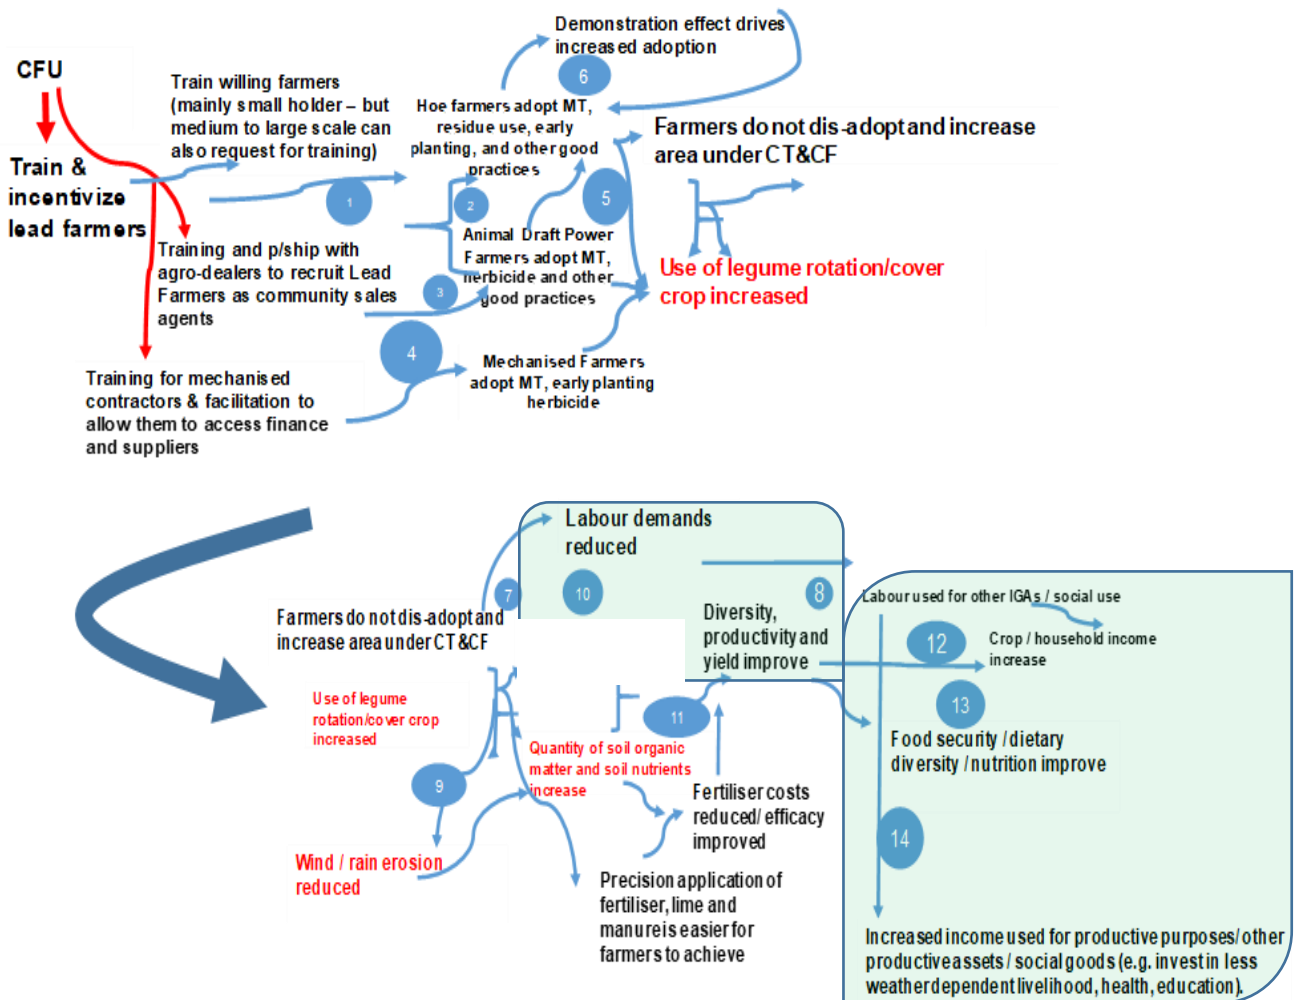 CFU
Train &
incentivize
lead farmers
Train willing farmers
(mainly small holder – but
medium to large scale can
also request for training)
1
Training and p/ship with
agro-dealers to recruit Lead
Farmers as community sales
agents
Training for mechanised
contractors & facilitation to
allow them to access finance
and suppliers
2
3
4
Demonstration effect drives
increased adoption
6
Hoe farmers adopt MT,
residue use, early
planting, and other good
practices
5
Animal Draft Power
Farmers adopt MT,
herbicide and other
good practices
Mechanised Farmers
adopt MT, early planting
herbicide
Farmers do not dis-adopt and increase
area under CT&CF
Use of legume rotation/cover
crop increased
Labour demands
reduced
7
10
8
Farmers do not dis-adopt and
increase area under CT&CF
Use of legume
rotation/cover crop
increased
9
Wind / rain erosion
reduced
Quantity of soil organic
matter and soil nutrients
increase
11
Diversity,
productivity and
yield improve
Fertiliser costs
reduced/ efficacy
improved
Precision application of
fertiliser, lime and
manure is easier for
farmers to achieve
Labour used for other IGAs / social use
12
Crop / household income
increase
13
Food security / dietary
diversity / nutrition improve
14
Increased income used for productive purposes/ other
productive assets / social goods (e.g. invest in less
weather dependent livelihood, health, education).